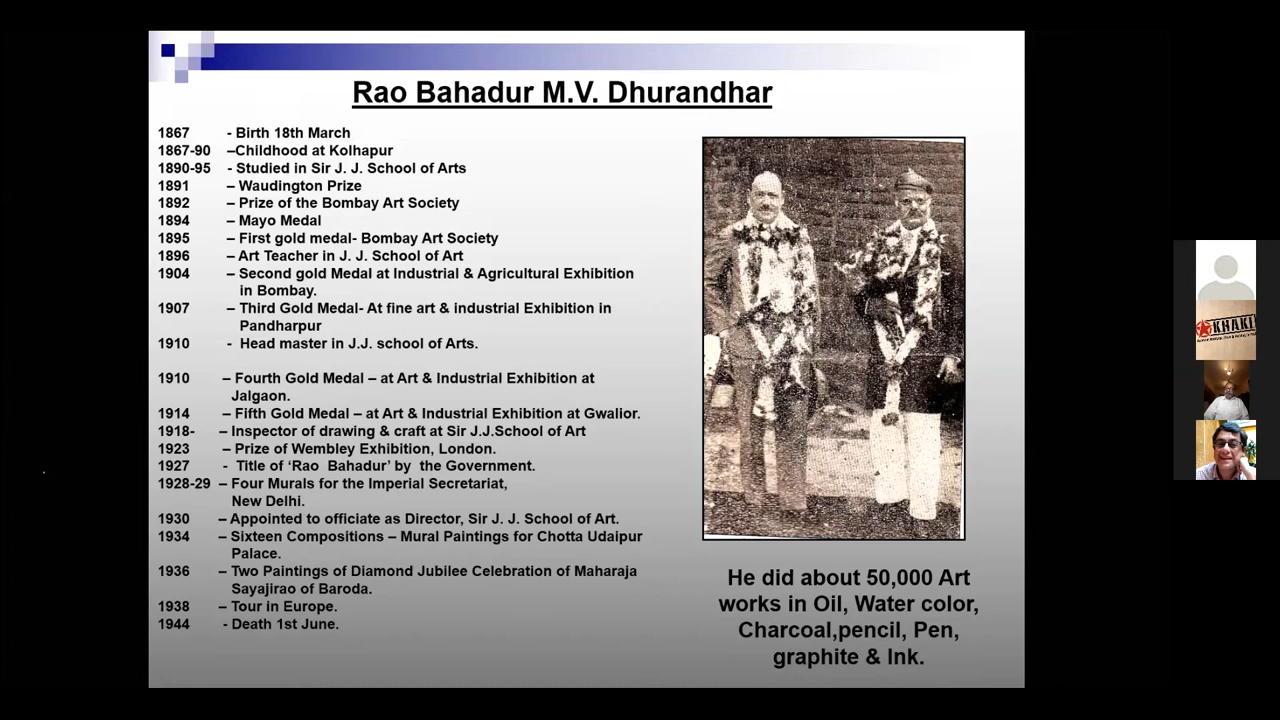 Rao Bahadur M.V. Dhurandhar
1867 - Birth 18th March
1867-90 –Childhood at Kolhapur
1890-95 - Studied in Sir J. J. School of Arts
1891 – Waudington Prize
1892 – Prize of the Bombay Art Society
1894 – Mayo Medal
1895 – First gold medal- Bombay Art Society
1896 – Art Teacher in J. J. School of Art
1904 – Second gold Medal at Industrial & Agricultural Exhibition
in Bombay.
1907 – Third Gold Medal- At fine art & industrial Exhibition in
Pandharpur
1910 - Head master in J.J. school of Arts.
1910 – Fourth Gold Medal – at Art & Industrial Exhibition at
Jalgaon.
1914 – Fifth Gold Medal – at Art & Industrial Exhibition at Gwalior.
1918- – Inspector of drawing & craft at Sir J.J.School of Art
1923 – Prize of Wembley Exhibition, London.
1927 - Title of ‘Rao Bahadur’ by the Government.
1928-29 – Four Murals for the Imperial Secretariat,
New Delhi.
1930 – Appointed to officiate as Director, Sir J. J. School of Art.
1934 – Sixteen Compositions – Mural Paintings for Chotta Udaipur
Palace.
1936 – Two Paintings of Diamond Jubilee Celebration of Maharaja
Sayajirao of Baroda.
1938 – Tour in Europe.
1944 - Death 1st June.
He did about 50,000 Art
works in Oil, Water color,
Charcoal,pencil, Pen,
graphite & Ink.
KHAKI